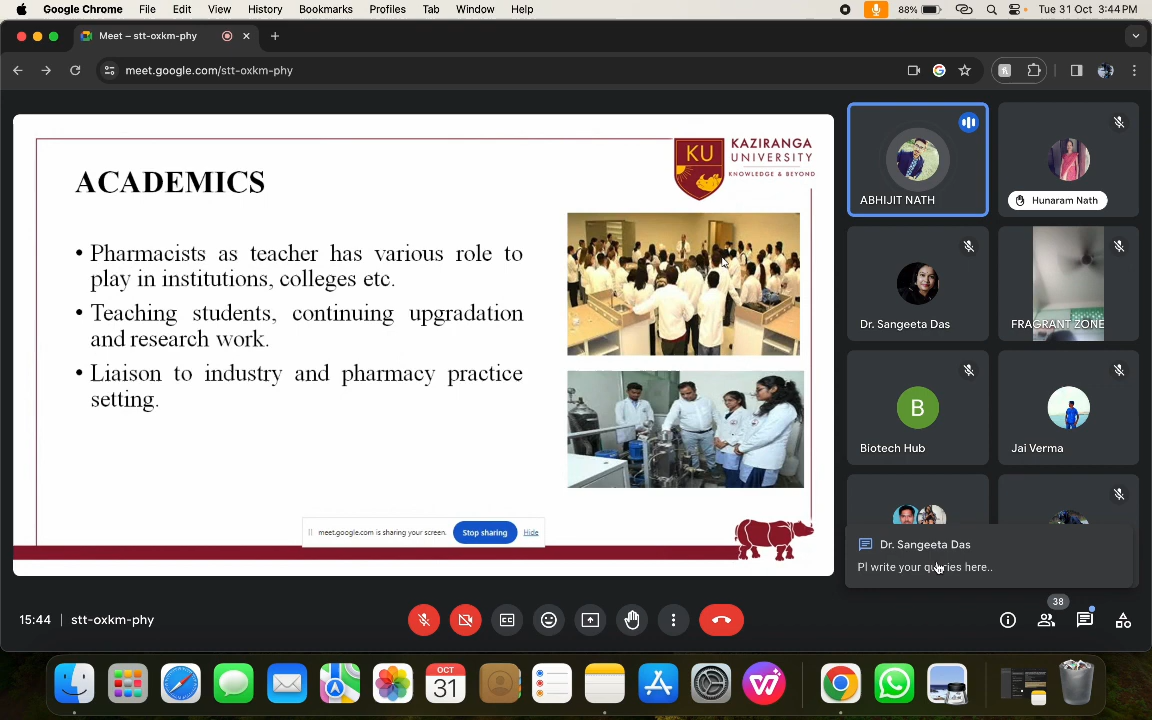 Google Chrome File Edit View History Bookmarks Profiles Tab Window Help 88% Tue 31 Oct 3:44 PM
Meet – stt-oxkm-phy
meet.google.com/stt-oxkm-phy
KU
KAZIRANGA
UNIVERSITY
KNOWLEDGE & BEYOND
ACADEMICS
• Pharmacists as teacher has various role to
play in institutions, colleges etc.
• Teaching students, continuing upgradation
and research work.
• Liaison to industry and pharmacy practice
setting.
meet.google.com is sharing your screen. Stop sharing Hide
ABHIJIT NATH
Hunaram Nath
Dr. Sangeeta Das
FRAGRANT ZONE
B
Biotech Hub
Jai Verma
Dr. Sangeeta Das
Pl write your queries here..
15:44 | stt-oxkm-phy
38
OCT
31